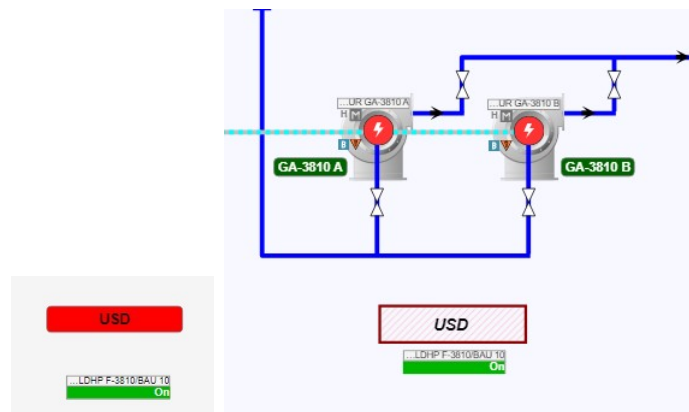 ...UR GA-3810 A
H M
B
GA-3810 A
...UR GA-3810 B
H M
B
GA-3810 B
USD
...LDHP F-3810/BAU 10
On
USD
...LDHP F-3810/BAU 10
On